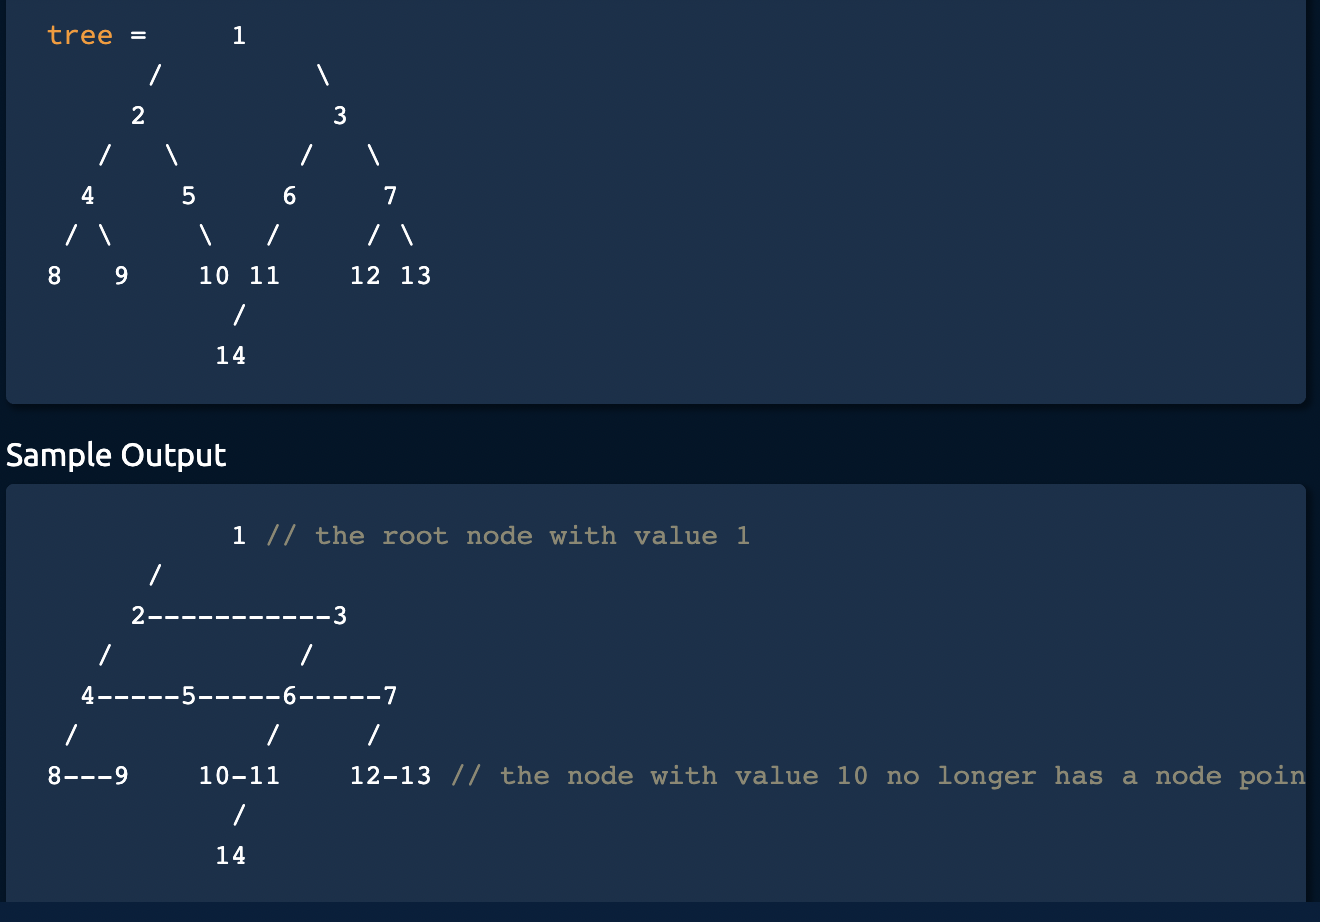 tree =     1
      /         \
     2           3
   /   \       /   \
  4     5     6     7
 / \     \   /     / \
8   9    10 11    12 13
          /
         14
Sample Output
           1 // the root node with value 1
      /
     2-----------3
   /           /
  4-----5-----6-----7
 /           /     /
8---9    10-11    12-13 // the node with value 10 no longer has a node poin
           /
          14